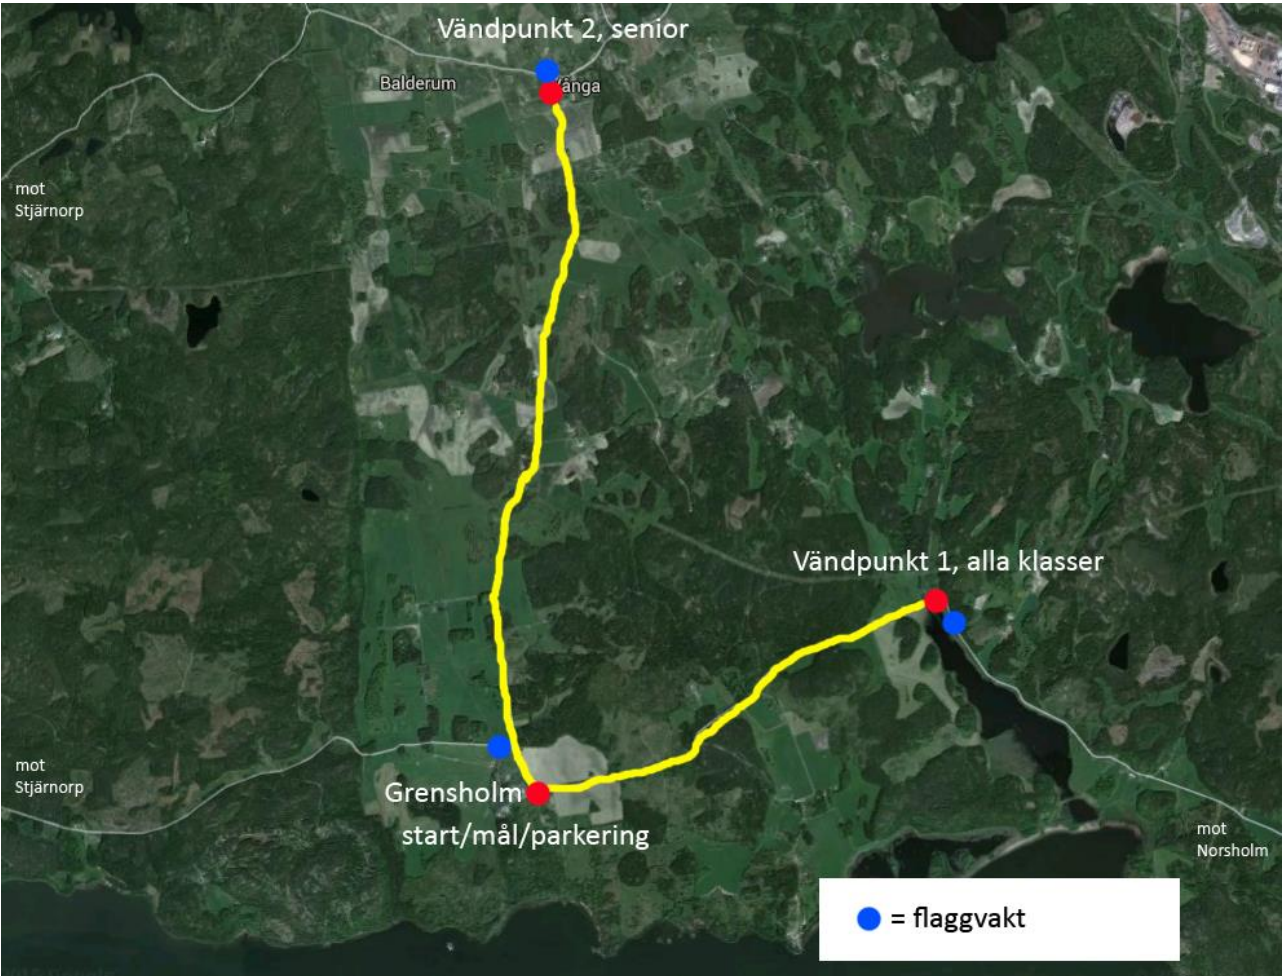 Vändpunkt 2, senior
Balderum
Vånga
mot
Stjärnorp
Vändpunkt 1, alla klasser
mot
Stjärnorp
Grensholm
start/mål/parkering
mot
Norsholm
= flaggvakt